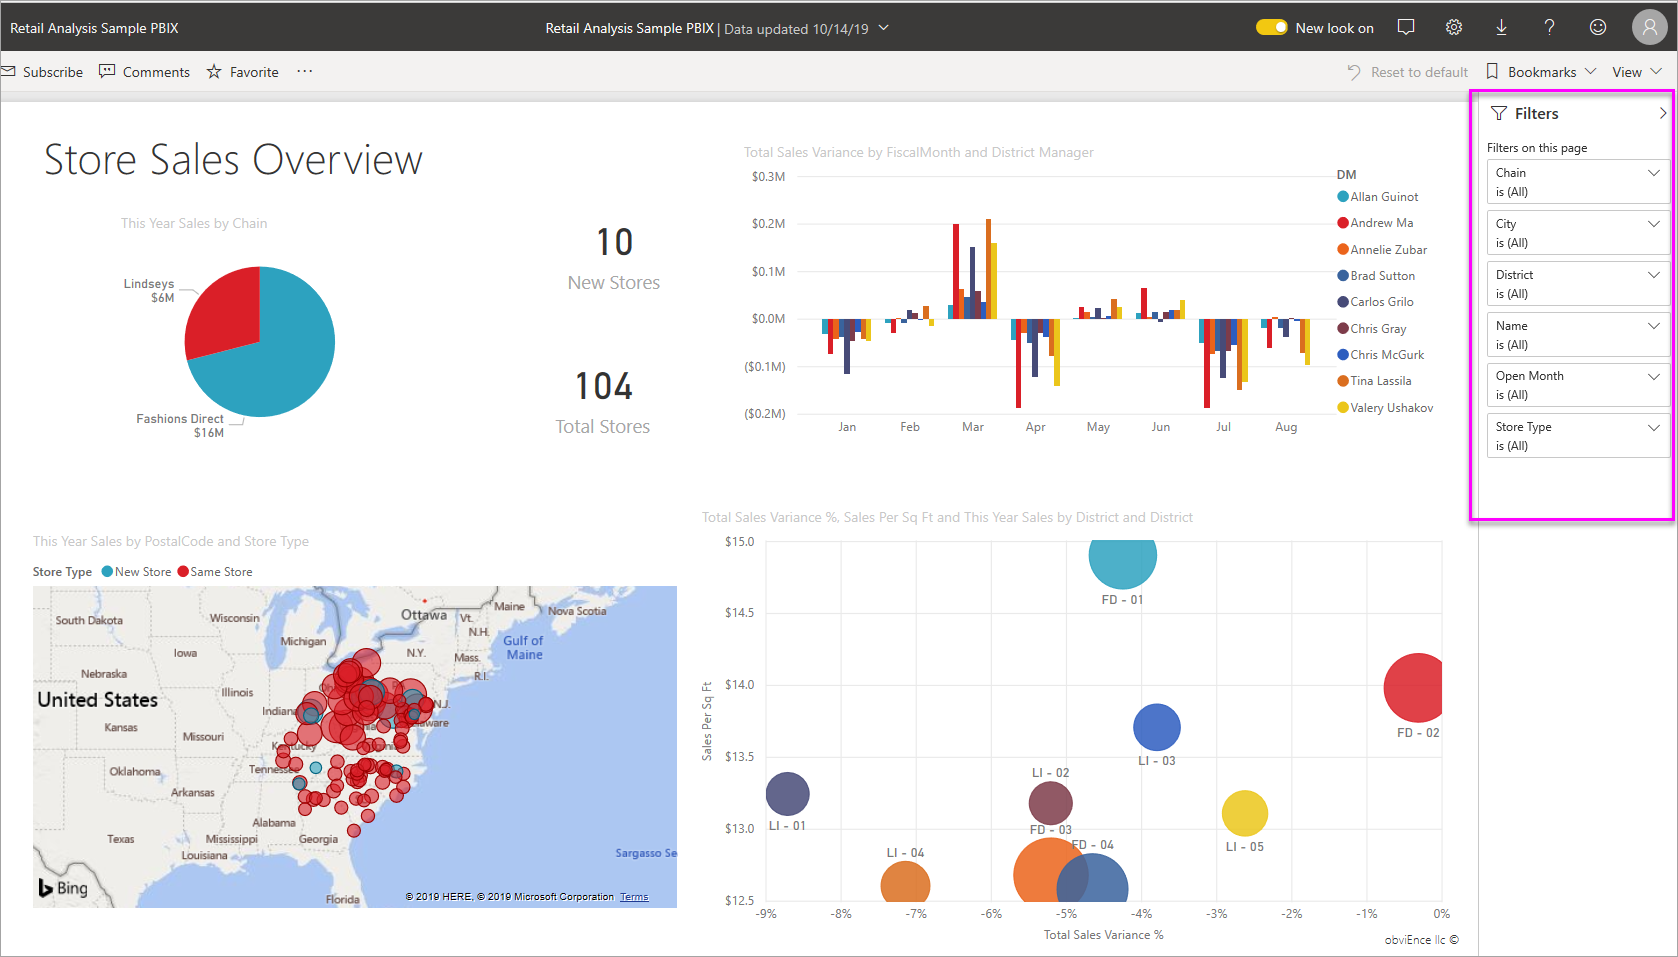 Retail Analysis Sample PBIX
Retail Analysis Sample PBIX | Data updated 10/14/19
New look on
Subscribe
Comments
Favorite
...
Reset to default
Bookmarks
View
Filters
Filters on this page
Chain
is (All)
City
is (All)
District
is (All)
Name
is (All)
Open Month
is (All)
Store Type
is (All)
Store Sales Overview
This Year Sales by Chain
Lindseys
$6M
Fashions Direct
$16M
10
New Stores
104
Total Stores
Total Sales Variance by FiscalMonth and District Manager
$0.3M
$0.2M
$0.1M
$0.0M
($0.1M)
($0.2M)
Jan
Feb
Mar
Apr
May
Jun
Jul
Aug
DM
Allan Guinot
Andrew Ma
Annelie Zubar
Brad Sutton
Carlos Grilo
Chris Gray
Chris McGurk
Tina Lassila
Valery Ushakov
This Year Sales by PostalCode and Store Type
Store Type
New Store
Same Store
South Dakota
Wisconsin
Ottawa
Maine
Nova Scotia
Vt.
N.H.
Michigan
Gulf of
Maine
Iowa
N.Y.
Mass.
R.I.
Nebraska
Illinois
United States
N.J.
Indiana
Kansas
Missouri
Kentucky
Oklahoma
Tennessee
Arkansas
Alabama
Texas
Mississippi
Georgia
Louisiana
Sargasso Se
Bing
Florida
© 2019 HERE, © 2019 Microsoft Corporation
Terms
Total Sales Variance %, Sales Per Sq Ft and This Year Sales by District and District
Sales Per Sq Ft
$15.0
$14.5
$14.0
$13.5
$13.0
$12.5
FD - 01
FD - 02
LI - 03
LI - 02
LI - 01
FD - 03
FD - 04
LI - 05
LI - 04
-9%
-8%
-7%
-6%
-5%
-4%
-3%
-2%
-1%
0%
Total Sales Variance %
obviEnce llc ©